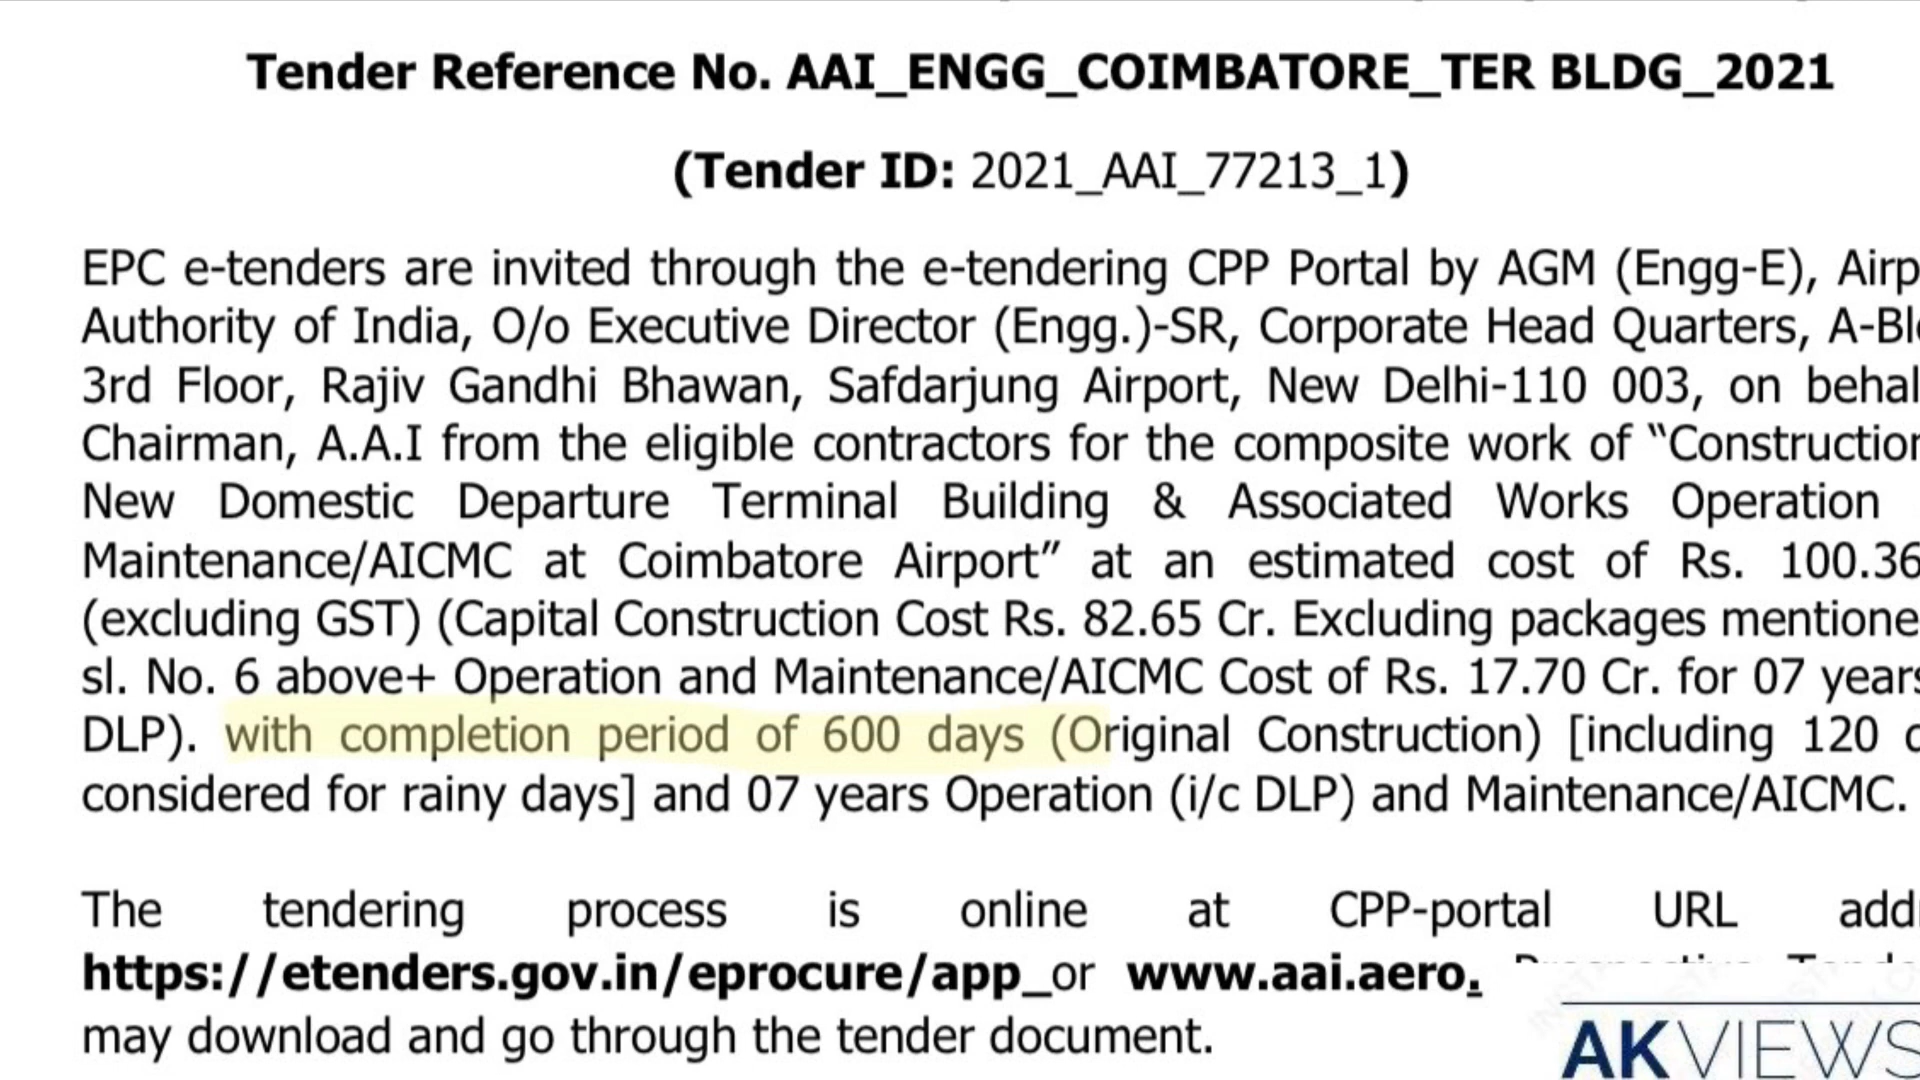 Tender Reference No. AAI_ENGG_COIMBATORE_TER BLDG_2021
(Tender ID: 2021_AAI_77213_1)
EPC e-tenders are invited through the e-tendering CPP Portal by AGM (Engg-E), Airp
Authority of India, O/o Executive Director (Engg.)-SR, Corporate Head Quarters, A-Blo
3rd Floor, Rajiv Gandhi Bhawan, Safdarjung Airport, New Delhi-110 003, on behal
Chairman, A.A.I from the eligible contractors for the composite work of “Construction
New Domestic Departure Terminal Building & Associated Works Operation
Maintenance/AICMC at Coimbatore Airport” at an estimated cost of Rs. 100.36
(excluding GST) (Capital Construction Cost Rs. 82.65 Cr. Excluding packages mentione
sl. No. 6 above+ Operation and Maintenance/AICMC Cost of Rs. 17.70 Cr. for 07 years
DLP). with completion period of 600 days (Original Construction) [including 120 d
considered for rainy days] and 07 years Operation (i/c DLP) and Maintenance/AICMC.
The tendering process is online at CPP-portal URL add
https://etenders.gov.in/eprocure/app_or www.aai.aero.
may download and go through the tender document.
AKVIEWS